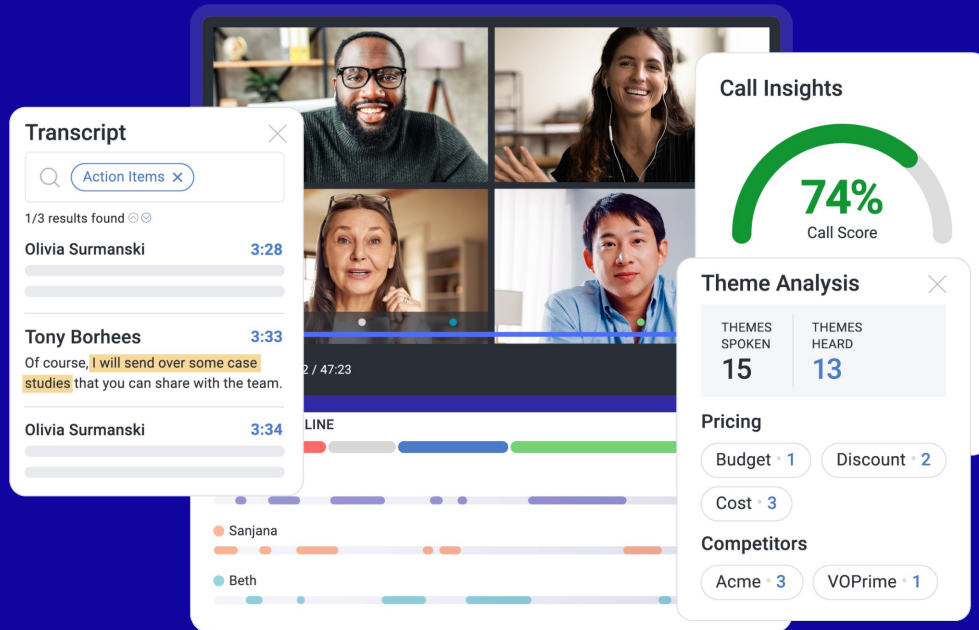 Transcript
Action Items
1/3 results found
Olivia Surmanski 3:28
Tony Borhees 3:33
Of course, I will send over some case
studies that you can share with the team.
Olivia Surmanski 3:34
/ 47:23
LINE
Sanjana
Beth
Call Insights
74%
Call Score
Theme Analysis
THEMES
SPOKEN
15
THEMES
HEARD
13
Pricing
Budget • 1
Discount • 2
Cost • 3
Competitors
Acme • 3
VOPrime • 1